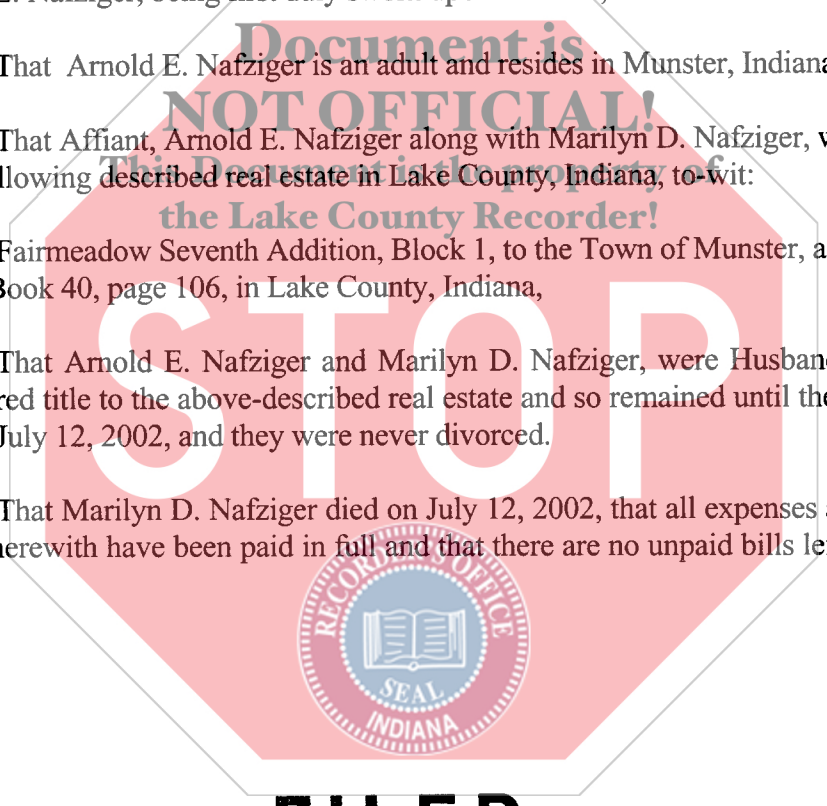 Document is
That Arnold E. Nafziger is an adult and resides in Munster, Indiana
NOT OFFICIAL!
That Affiant, Arnold E. Nafziger along with Marilyn D. Nafziger,
This Document is the property of
llowing described real estate in Lake County, Indiana, to-wit:
the Lake County Recorder!
Fairmeadow Seventh Addition, Block 1, to the Town of Munster, a
Book 40, page 106, in Lake County, Indiana,
STOP
That Arnold E. Nafziger and Marilyn D. Nafziger, were Husban
red title to the above-described real estate and so remained until the
July 12, 2002, and they were never divorced.
That Marilyn D. Nafziger died on July 12, 2002, that all expenses
herewith have been paid in full and that there are no unpaid bills le
RECORDER'S OFFICE
SEAL
INDIANA
FILED